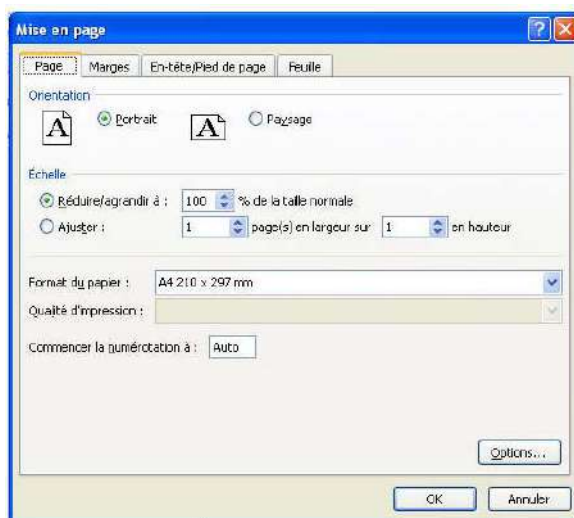 Mise en page
Page Marges En-tête/Pied de page Feuille
Orientation
A Portrait A Paysage
Échelle
Réduire/agrandir à : 100 % de la taille normale
Ajuster : 1 page(s) en largeur sur 1 en hauteur
Format du papier : A4 210 x 297 mm
Qualité d'impression :
Commencer la numérotation à : Auto
Options...
OK Annuler